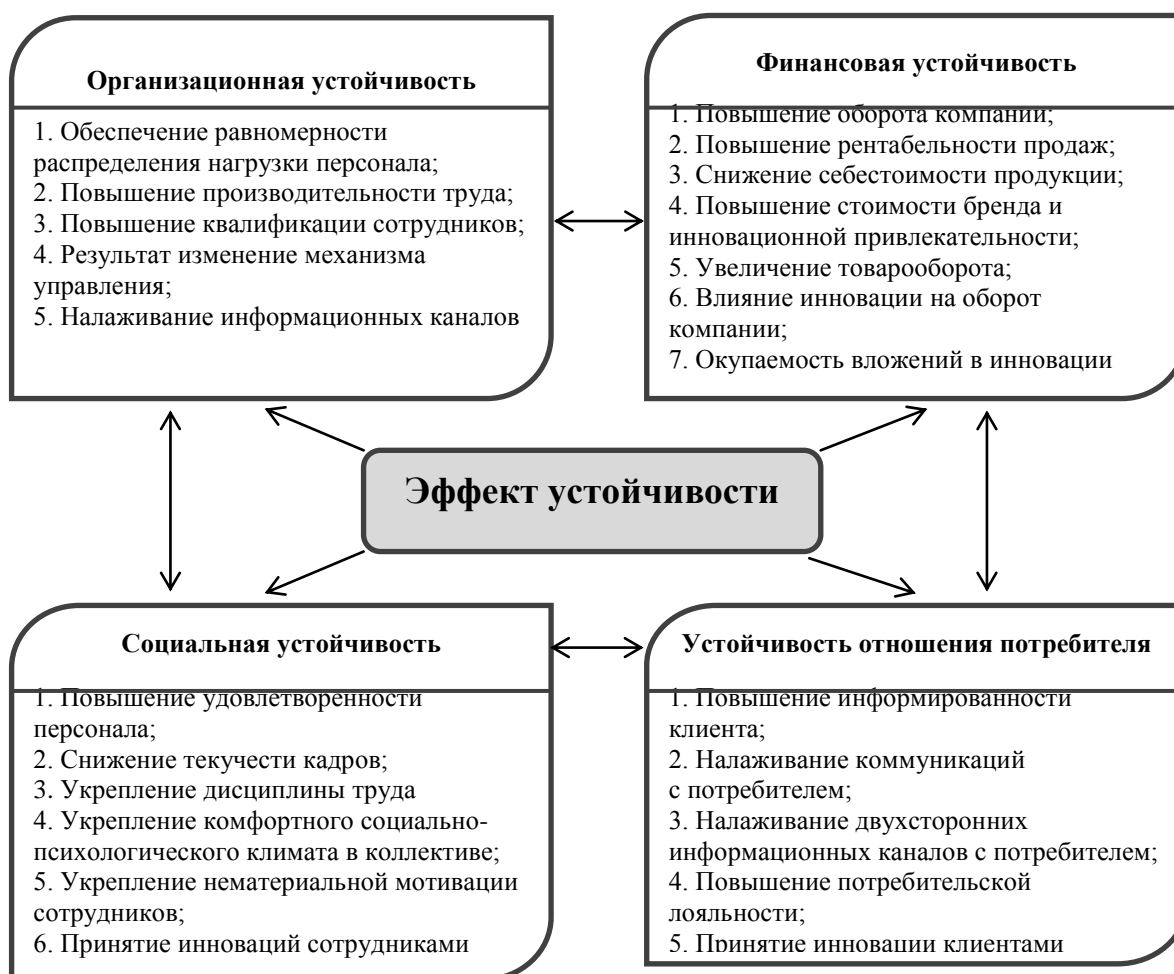 Организационная устойчивость
1. Обеспечение равномерности
распределения нагрузки персонала;
2. Повышение производительности труда;
3. Повышение квалификации сотрудников;
4. Результат изменение механизма
управления;
5. Налаживание информационных каналов
Финансовая устойчивость
1. Повышение оборота компании;
2. Повышение рентабельности продаж;
3. Снижение себестоимости продукции;
4. Повышение стоимости бренда и
инновационной привлекательности;
5. Увеличение товарооборота;
6. Влияние инновации на оборот
компании;
7. Окупаемость вложений в инновации
Эффект устойчивости
Социальная устойчивость
1. Повышение удовлетворенности
персонала;
2. Снижение текучести кадров;
3. Укрепление дисциплины труда
4. Укрепление комфортного социально-
психологического климата в коллективе;
5. Укрепление нематериальной мотивации
сотрудников;
6. Принятие инноваций сотрудниками
Устойчивость отношения потребителя
1. Повышение информированности
клиента;
2. Налаживание коммуникаций
с потребителем;
3. Налаживание двухсторонних
информационных каналов с потребителем;
4. Повышение потребительской
лояльности;
5. Принятие инновации клиентами